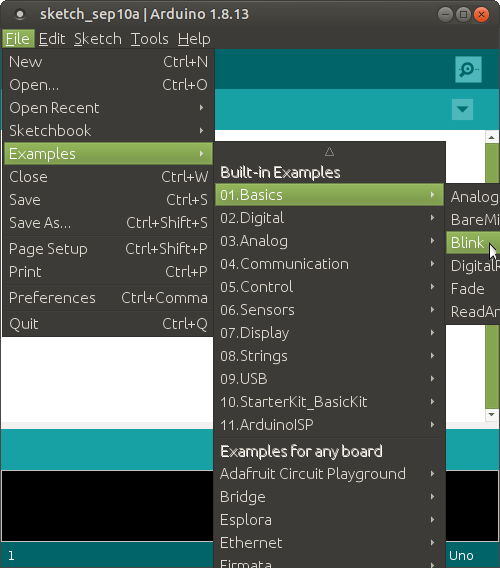 sketch_sep10a | Arduino 1.8.13
File Edit Sketch Tools Help
New Ctrl+N
Open... Ctrl+O
Open Recent
Sketchbook
Examples
Close Ctrl+W
Save Ctrl+S
Save As... Ctrl+Shift+S
Page Setup Ctrl+Shift+P
Print Ctrl+P
Preferences Ctrl+Comma
Quit Ctrl+Q
Built-in Examples
01.Basics
02.Digital
03.Analog
04.Communication
05.Control
06.Sensors
07.Display
08.Strings
09.USB
10.StarterKit_BasicKit
11.ArduinoISP
Examples for any board
Adafruit Circuit Playground
Bridge
Esplora
Ethernet
Firmata
Analog
BareMi
Blink
DigitalR
Fade
ReadAn
1
Uno